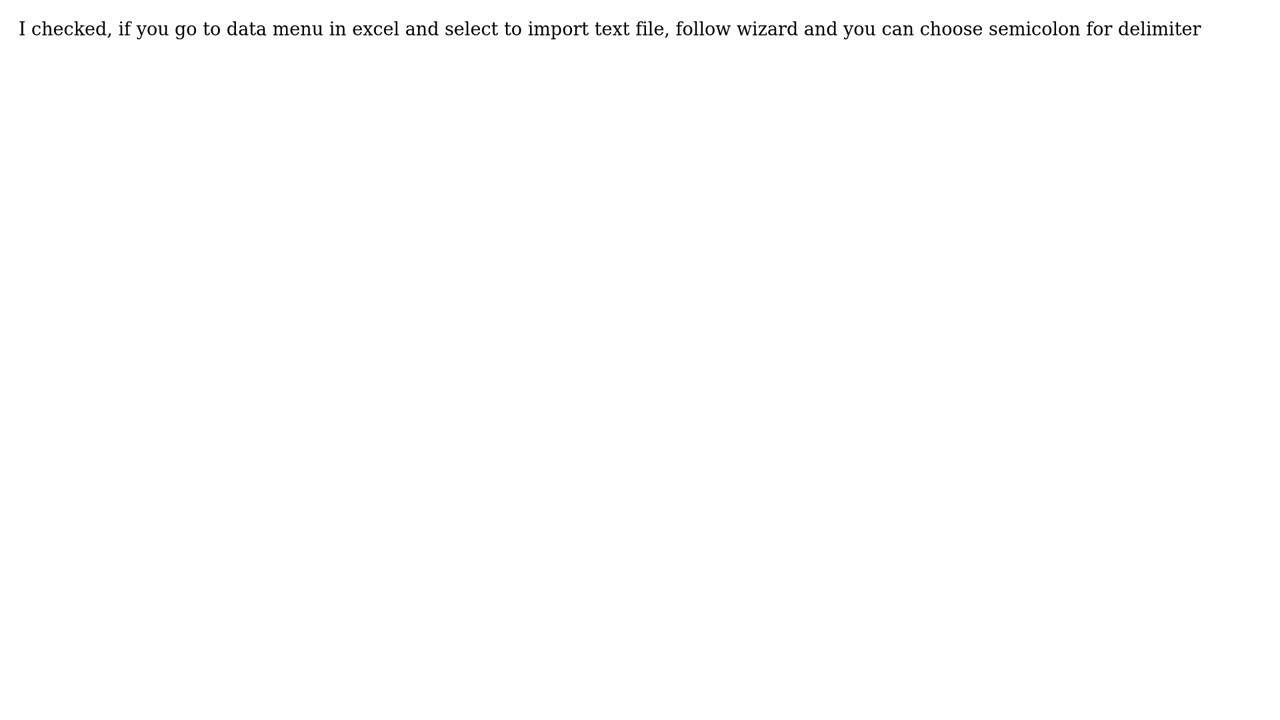 I checked, if you go to data menu in excel and select to import text file, follow wizard and you can choose semicolon for delimiter